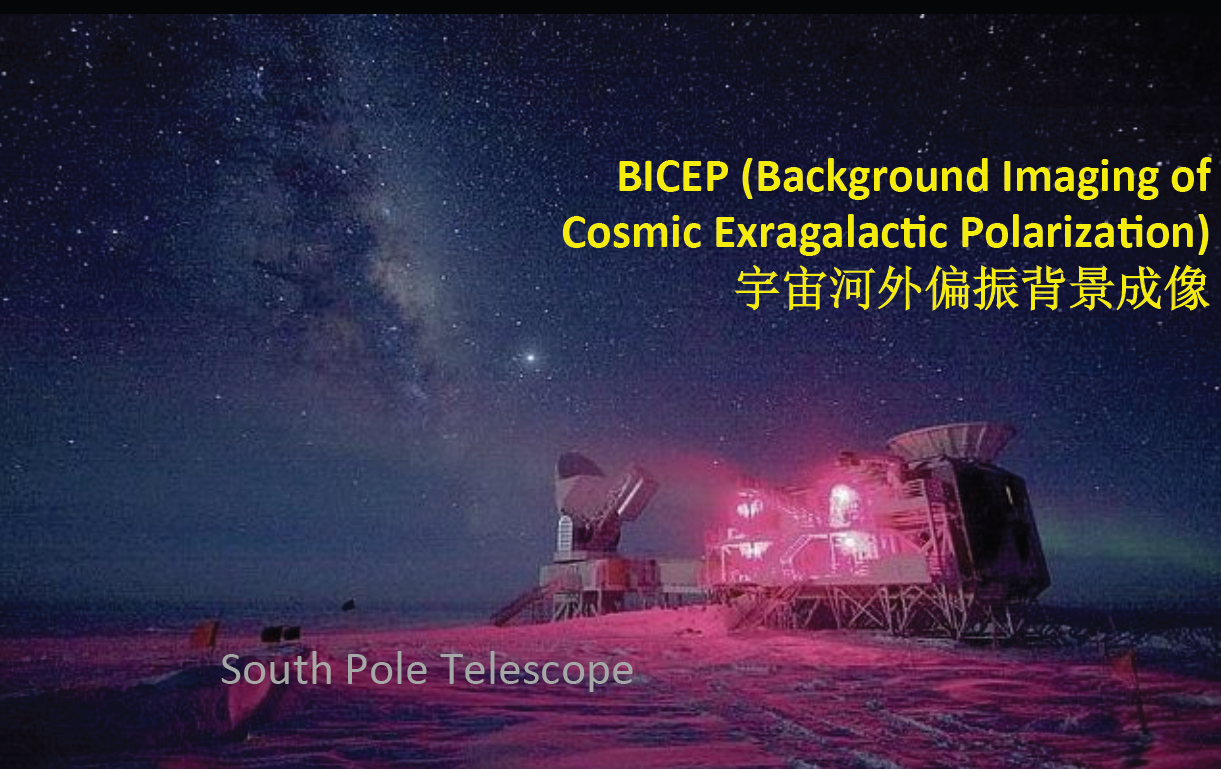 BICEP (Background Imaging of
Cosmic Exragalactic Polarization)
宇宙河外偏振背景成像
South Pole Telescope